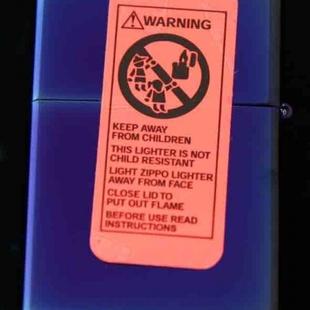 WARNING
KEEP AWAY
FROM CHILDREN
THIS LIGHTER IS NOT
CHILD RESISTANT
LIGHT ZIPPO LIGHTER
AWAY FROM FACE
CLOSE LID TO
PUT OUT FLAME
BEFORE USE READ
INSTRUCTIONS